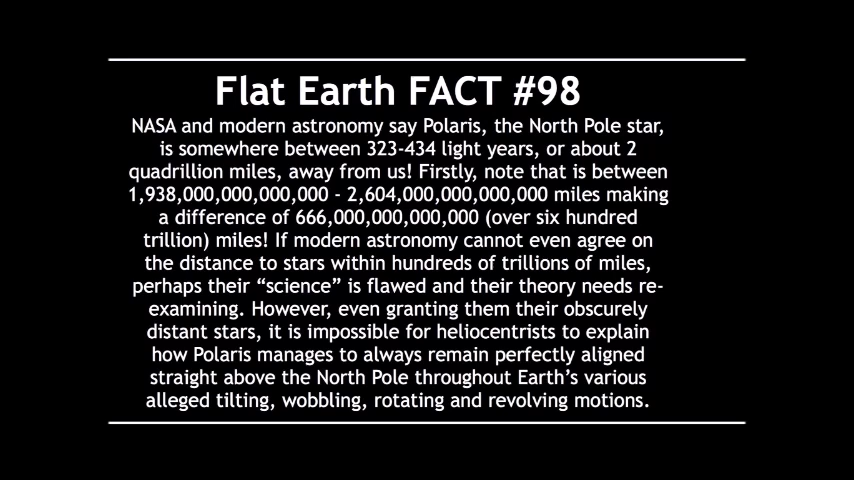 Flat Earth FACT #98
NASA and modern astronomy say Polaris, the North Pole star,
is somewhere between 323-434 light years, or about 2
quadrillion miles, away from us! Firstly, note that is between
1,938,000,000,000,000 - 2,604,000,000,000,000 miles making
a difference of 666,000,000,000,000 (over six hundred
trillion) miles! If modern astronomy cannot even agree on
the distance to stars within hundreds of trillions of miles,
perhaps their “science” is flawed and their theory needs re-
examining. However, even granting them their obscurely
distant stars, it is impossible for heliocentrists to explain
how Polaris manages to always remain perfectly aligned
straight above the North Pole throughout Earth’s various
alleged tilting, wobbling, rotating and revolving motions.